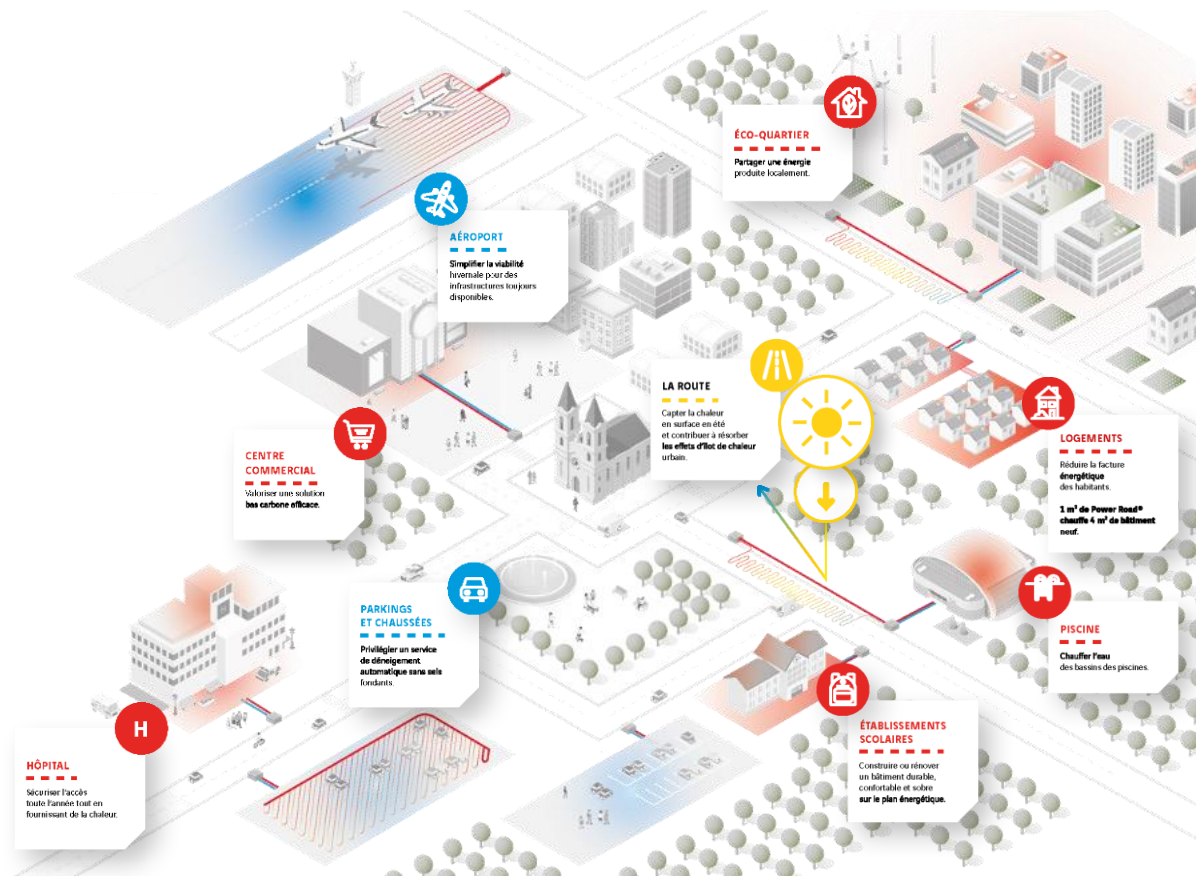 ÉCO-QUARTIER
Partager une énergie
produite localement.
AÉROPORT
Simplifier la viabilité
hivernale pour des
infrastructures toujours
disponibles.
LA ROUTE
Capter la chaleur
en surface en été
et contribuer à résorber
les effets d'îlot de chaleur
urbain.
CENTRE
COMMERCIAL
Valoriser une solution
bas carbone efficace.
LOGEMENTS
Réduire la facture
énergétique
des habitants.
1 m² de Power Road®
chauffe 4 m² de bâtiment
neuf.
PARKINGS
ET CHAUSSÉES
Privilégier un service
de déneigement
automatique sans sels
fondants.
PISCINE
Chauffer l'eau
des bassins des piscines.
H
HÔPITAL
Sécuriser l'accès
toute l'année tout en
fournissant de la chaleur.
ÉTABLISSEMENTS
SCOLAIRES
Construire ou rénover
un bâtiment durable,
confortable et sobre
sur le plan énergétique.